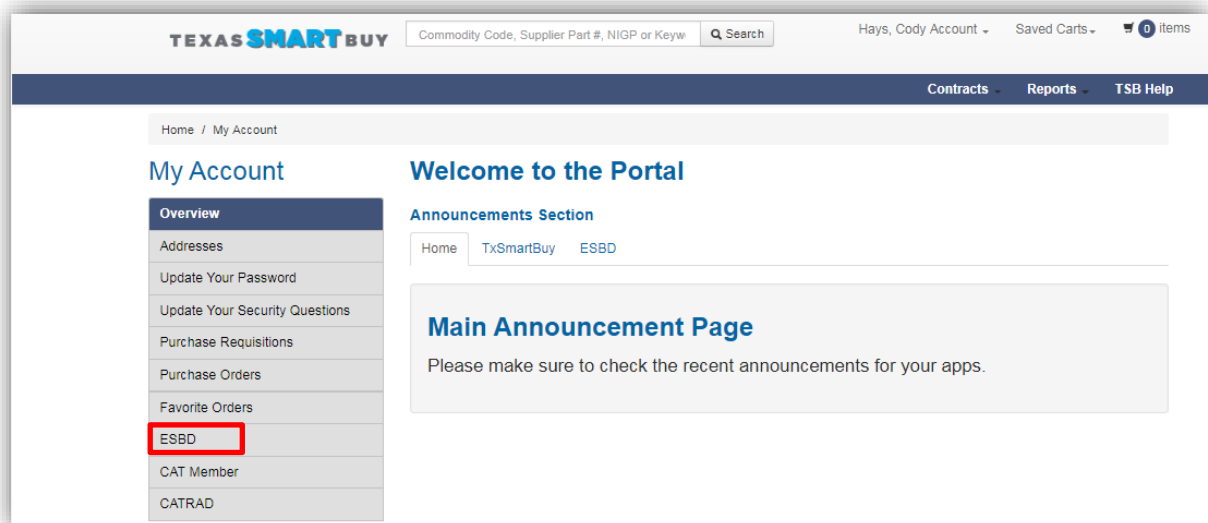 TEXAS SMART BUY
Commodity Code, Supplier Part #, NIGP or Keyw
Search
Hays, Cody Account
Saved Carts
0 items
Contracts
Reports
TSB Help
Home / My Account
My Account
Overview
Addresses
Update Your Password
Update Your Security Questions
Purchase Requisitions
Purchase Orders
Favorite Orders
ESBD
CAT Member
CATRAD
Welcome to the Portal
Announcements Section
Home
TxSmartBuy
ESBD
Main Announcement Page
Please make sure to check the recent announcements for your apps.